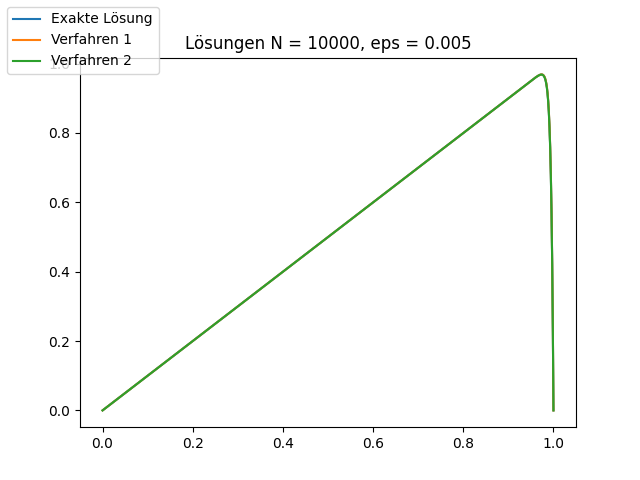 Exakte Lösung
Verfahren 1
Verfahren 2
Lösungen N = 10000, eps = 0.005
1.0
0.8
0.6
0.4
0.2
0.0
0.0 0.2 0.4 0.6 0.8 1.0